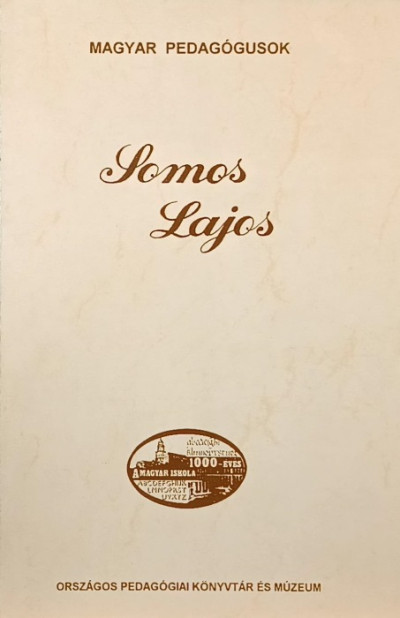 MAGYAR PEDAGÓGUSOK
Somos
Lajos
1000-ÉVES
A MAGYAR ISKOLA
ORSZÁGOS PEDAGÓGIAI KÖNYVTÁR ÉS MÚZEUM